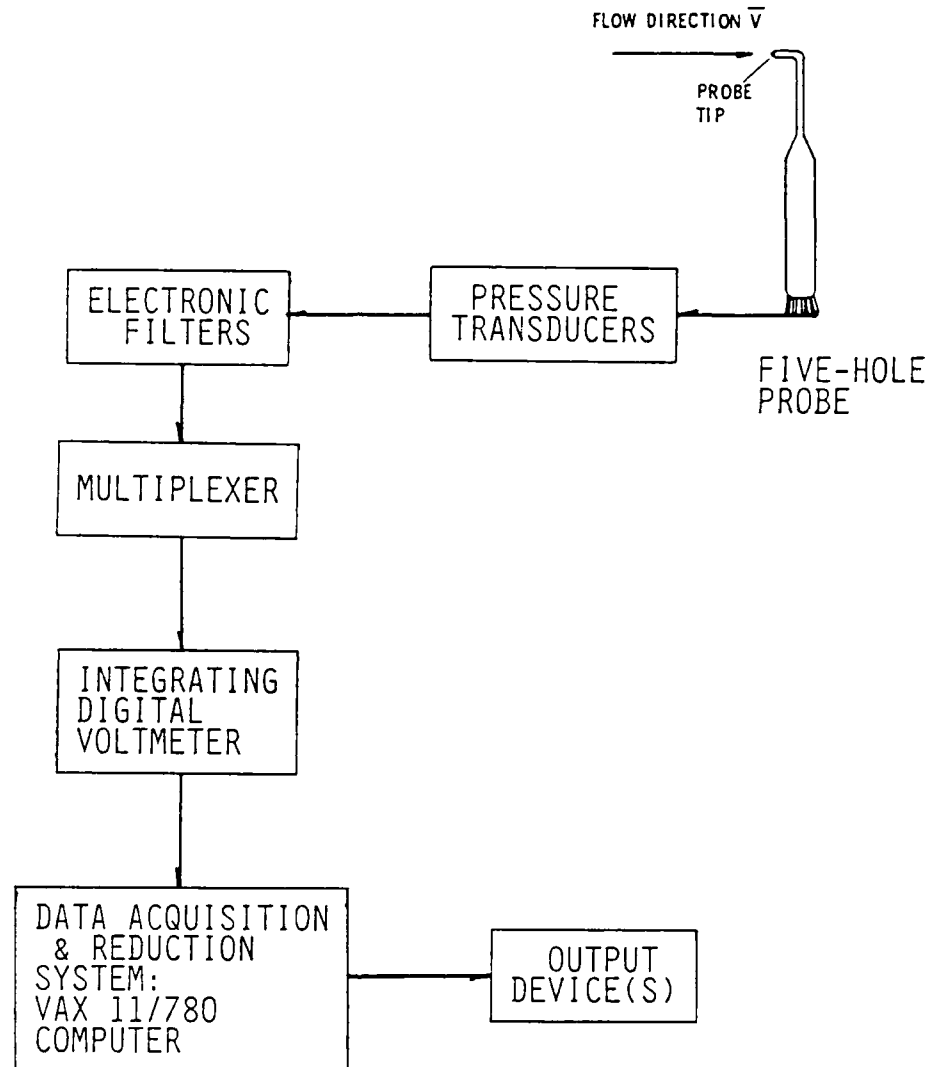 FLOW DIRECTION V̅
PROBE
TIP
ELECTRONIC
FILTERS
PRESSURE
TRANSDUCERS
FIVE-HOLE
PROBE
MULTIPLEXER
INTEGRATING
DIGITAL
VOLTMETER
DATA ACQUISITION
& REDUCTION
SYSTEM:
VAX 11/780
COMPUTER
OUTPUT
DEVICE(S)